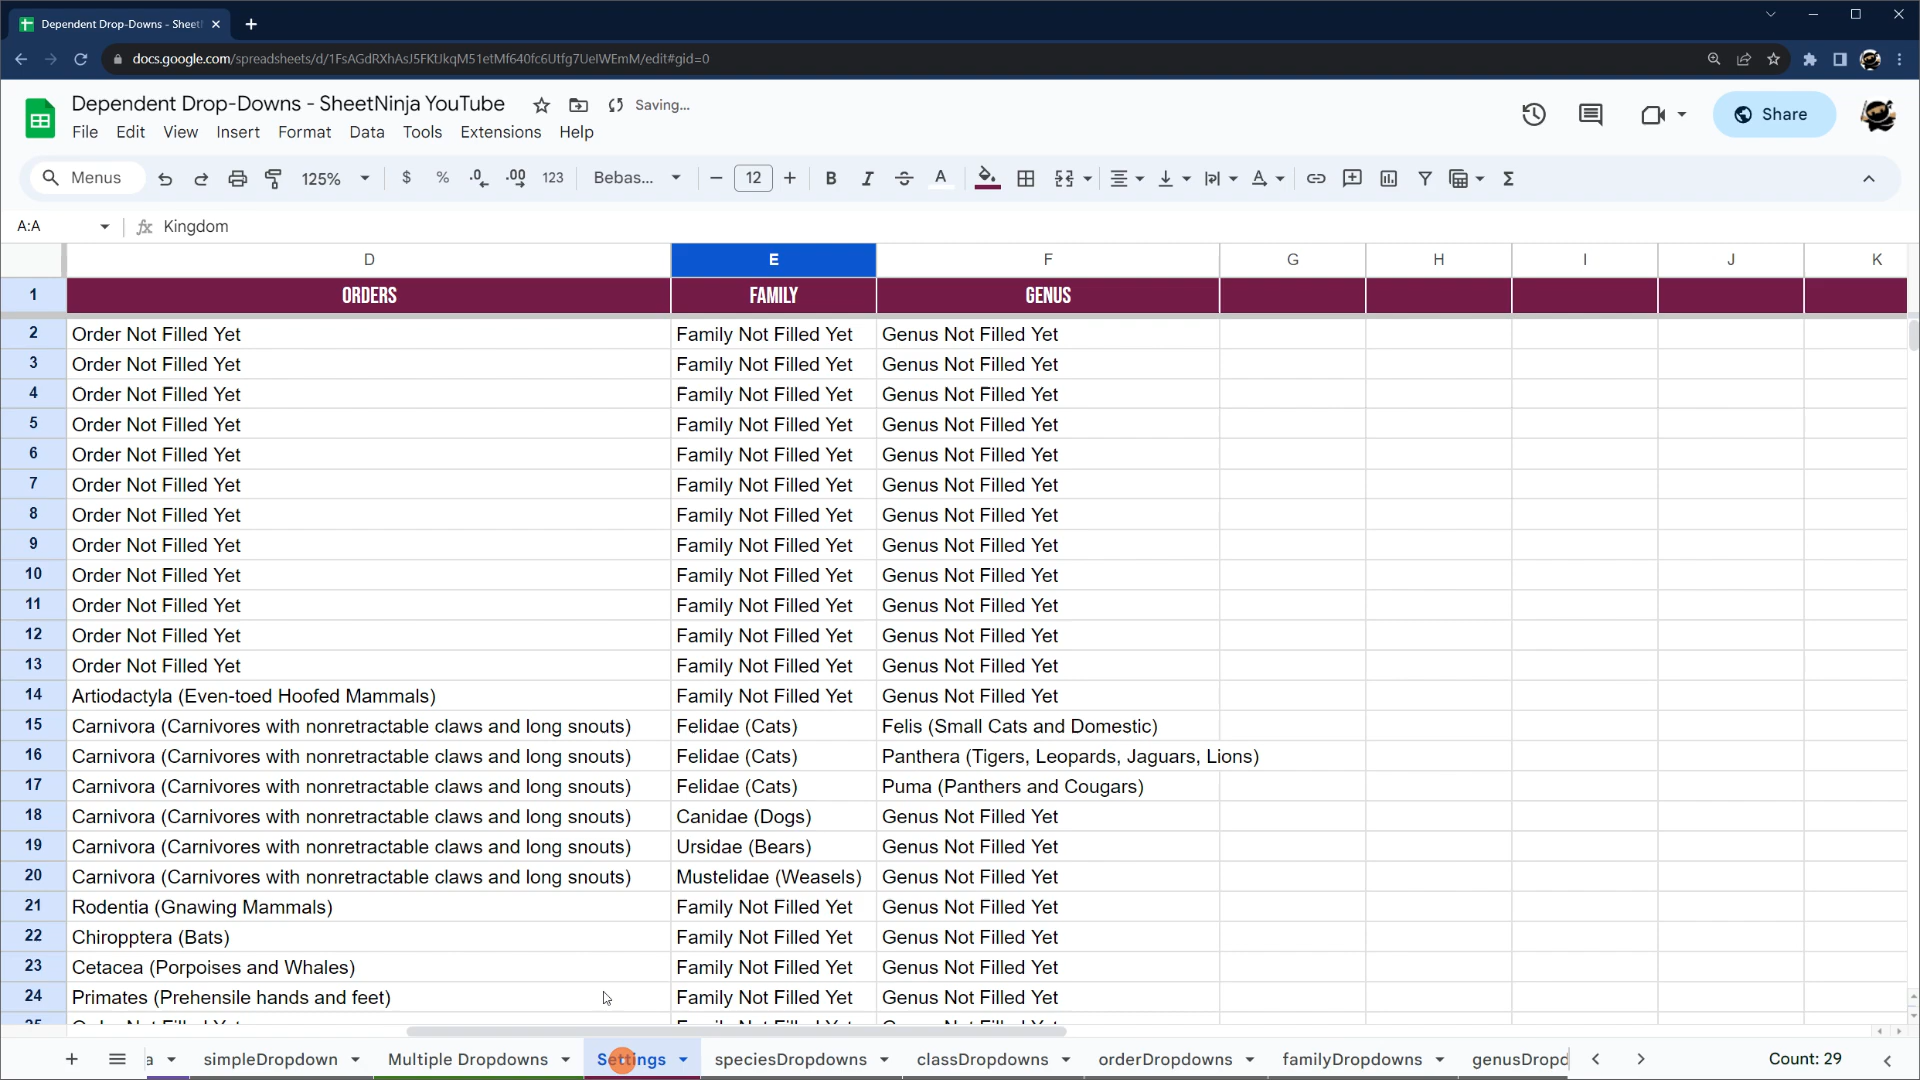 Dependent Drop-Downs - Sheet
docs.google.com/spreadsheets/d/1FsAGdRXhAsJ5FKtUkqM51etMf640fc6Utfg7UeIWEmM/edit#gid=0
Dependent Drop-Downs - SheetNinja YouTube
Saving...
Share
File Edit View Insert Format Data Tools Extensions Help
Menus 125% $ % .0 .00 123 Bebas... 12 B I A
A:A Kingdom
D E F G H I J K
1 ORDERS FAMILY GENUS
2 Order Not Filled Yet Family Not Filled Yet Genus Not Filled Yet
3 Order Not Filled Yet Family Not Filled Yet Genus Not Filled Yet
4 Order Not Filled Yet Family Not Filled Yet Genus Not Filled Yet
5 Order Not Filled Yet Family Not Filled Yet Genus Not Filled Yet
6 Order Not Filled Yet Family Not Filled Yet Genus Not Filled Yet
7 Order Not Filled Yet Family Not Filled Yet Genus Not Filled Yet
8 Order Not Filled Yet Family Not Filled Yet Genus Not Filled Yet
9 Order Not Filled Yet Family Not Filled Yet Genus Not Filled Yet
10 Order Not Filled Yet Family Not Filled Yet Genus Not Filled Yet
11 Order Not Filled Yet Family Not Filled Yet Genus Not Filled Yet
12 Order Not Filled Yet Family Not Filled Yet Genus Not Filled Yet
13 Order Not Filled Yet Family Not Filled Yet Genus Not Filled Yet
14 Artiodactyla (Even-toed Hoofed Mammals) Family Not Filled Yet Genus Not Filled Yet
15 Carnivora (Carnivores with nonretractable claws and long snouts) Felidae (Cats) Felis (Small Cats and Domestic)
16 Carnivora (Carnivores with nonretractable claws and long snouts) Felidae (Cats) Panthera (Tigers, Leopards, Jaguars, Lions)
17 Carnivora (Carnivores with nonretractable claws and long snouts) Felidae (Cats) Puma (Panthers and Cougars)
18 Carnivora (Carnivores with nonretractable claws and long snouts) Canidae (Dogs) Genus Not Filled Yet
19 Carnivora (Carnivores with nonretractable claws and long snouts) Ursidae (Bears) Genus Not Filled Yet
20 Carnivora (Carnivores with nonretractable claws and long snouts) Mustelidae (Weasels) Genus Not Filled Yet
21 Rodentia (Gnawing Mammals) Family Not Filled Yet Genus Not Filled Yet
22 Chiropptera (Bats) Family Not Filled Yet Genus Not Filled Yet
23 Cetacea (Porpoises and Whales) Family Not Filled Yet Genus Not Filled Yet
24 Primates (Prehensile hands and feet) Family Not Filled Yet Genus Not Filled Yet
a simpleDropdown Multiple Dropdowns Settings speciesDropdowns classDropdowns orderDropdowns familyDropdowns genusDropd Count: 29